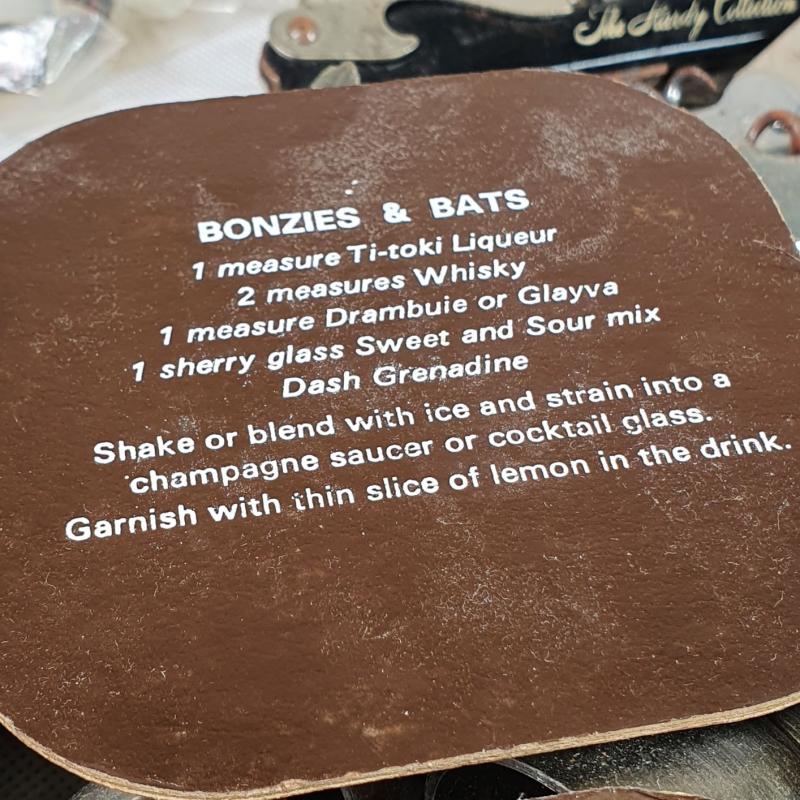 The Hardy Collection
BONZIES & BATS
1 measure Ti-toki Liqueur
2 measures Whisky
1 measure Drambuie or Glayva
1 sherry glass Sweet and Sour mix
Dash Grenadine
Shake or blend with ice and strain into a
champagne saucer or cocktail glass.
Garnish with thin slice of lemon in the drink.